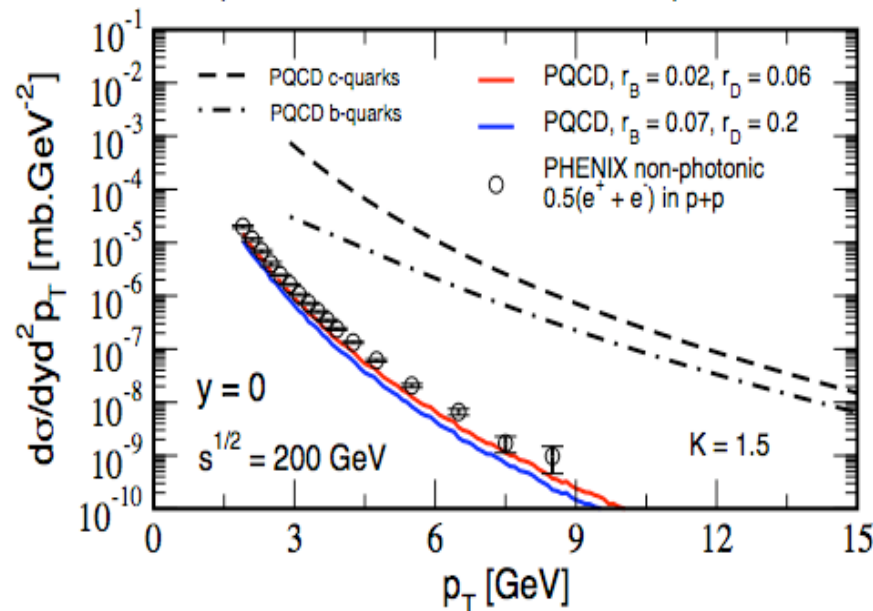 10^-1
10^-2
10^-3
10^-4
10^-5
10^-6
10^-7
10^-8
10^-9
10^-10
dσ/dyd²p_T [mb.GeV^-2]
PQCD c-quarks
PQCD b-quarks
PQCD, r_B = 0.02, r_D = 0.06
PQCD, r_B = 0.07, r_D = 0.2
PHENIX non-photonic
0.5(e^+ + e^-) in p+p
y = 0
s^1/2 = 200 GeV
K = 1.5
0 3 6 9 12 15
p_T [GeV]